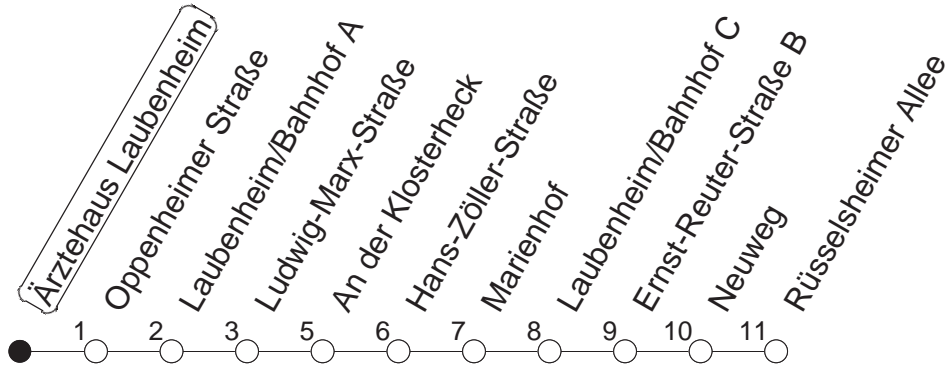 Ärztehaus Laubenheim
Oppenheimer Straße
Laubenheim/Bahnhof A
Ludwig-Marx-Straße
An der Klosterheck
Hans-Zöller-Straße
Marienhof
Laubenheim/Bahnhof C
Ernst-Reuter-Straße B
Neuweg
Rüsselsheimer Allee
1 2 3 5 6 7 8 9 10 11